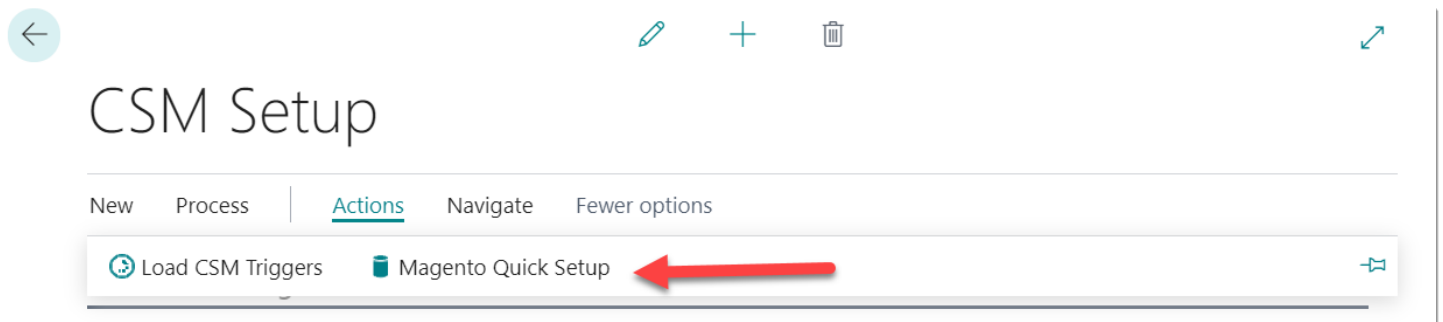 CSM Setup
New Process Actions Navigate Fewer options
Load CSM Triggers Magento Quick Setup